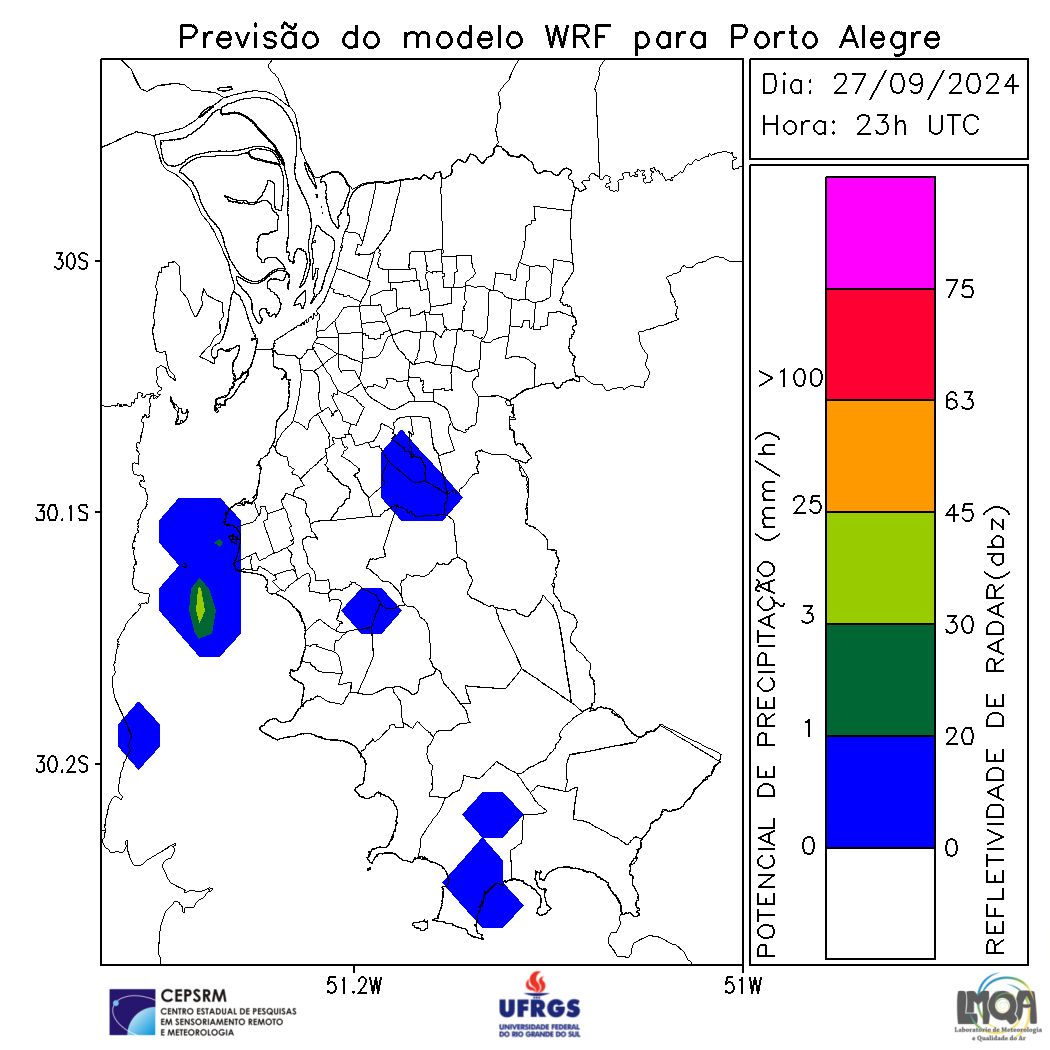 Previsão do modelo WRF para Porto Alegre
Dia: 27/09/2024
Hora: 23h UTC
30S
30.1S
30.2S
51.2W
51W
POTENCIAL DE PRECIPITAÇÃO (mm/h)
>100
25
3
1
0
75
63
45
30
20
0
REFLETIVIDADE DE RADAR(dbz)
CEPSRM
CENTRO ESTADUAL DE PESQUISAS
EM SENSORIAMENTO REMOTO
E METEOROLOGIA
UFRGS
UNIVERSIDADE FEDERAL
DO RIO GRANDE DO SUL
LMQA
Laboratório de Meteorologia
e Qualidade do Ar